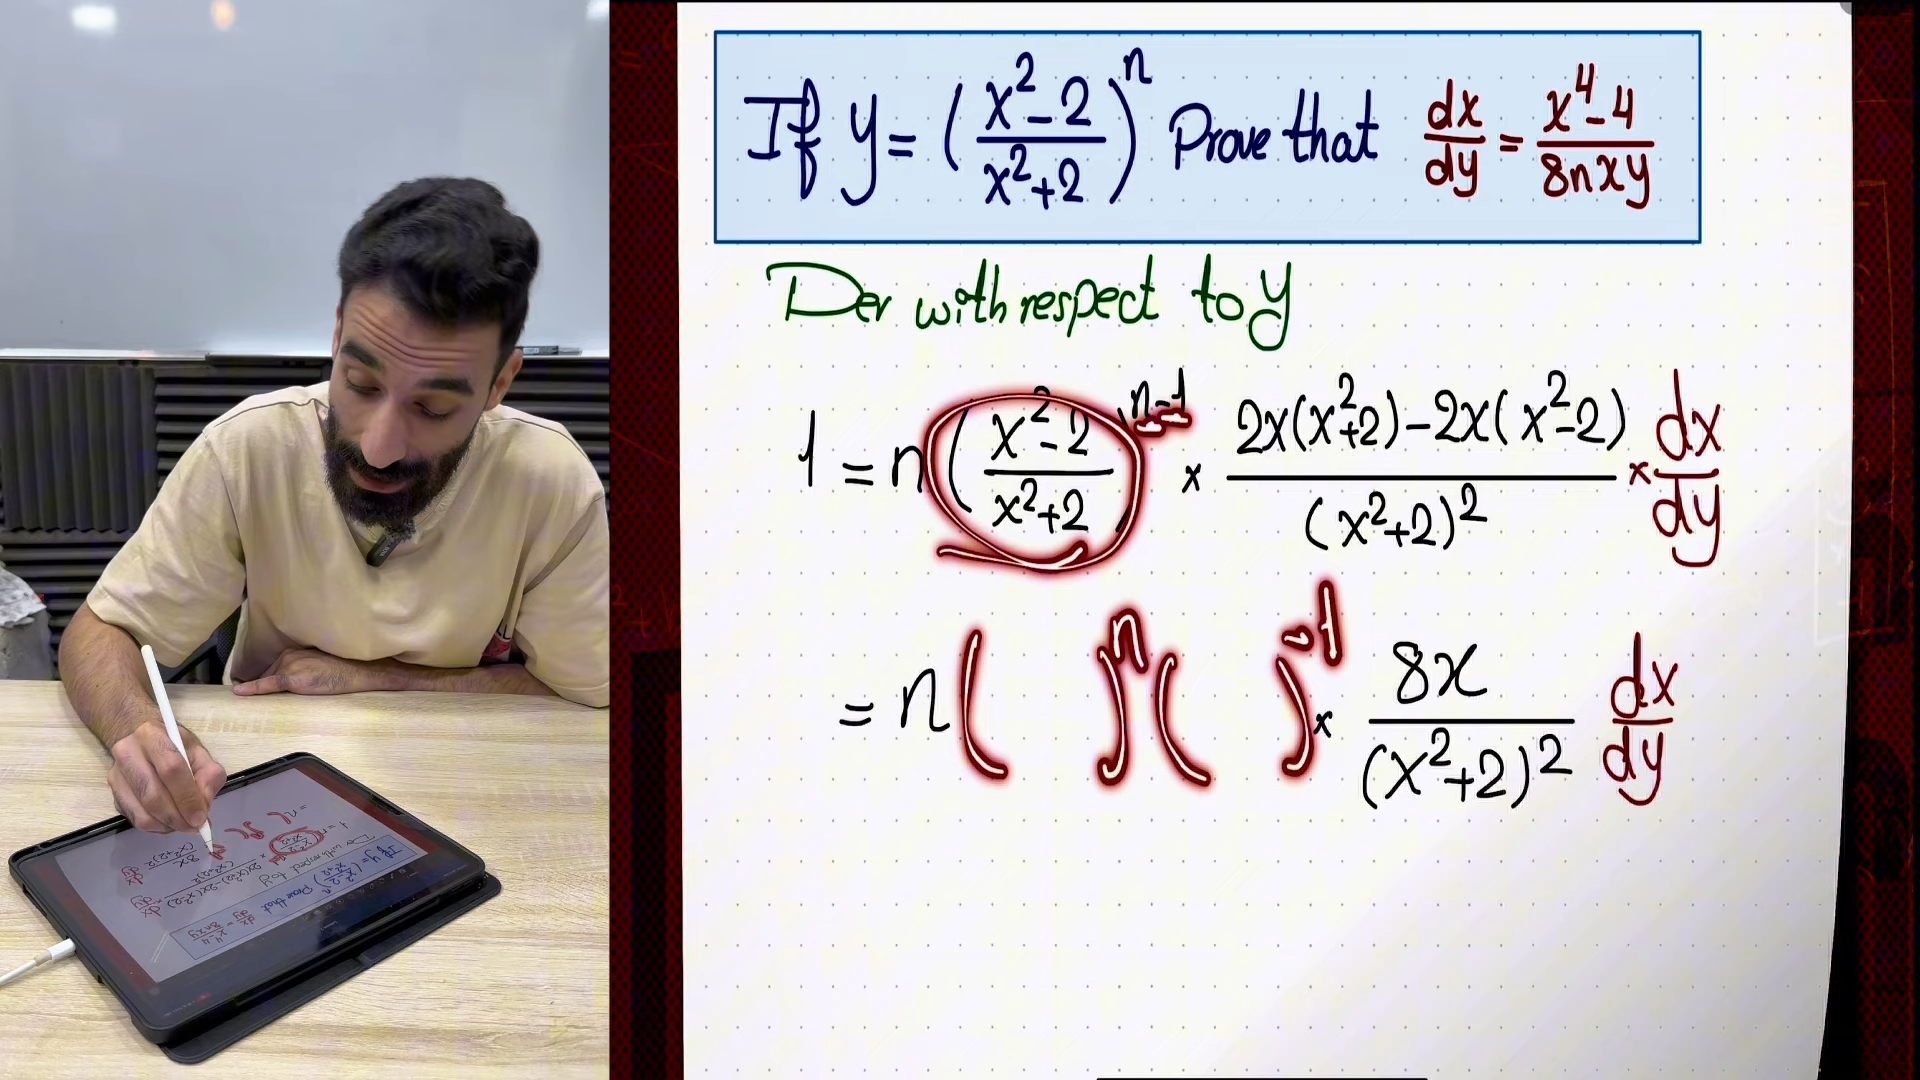 If y = (x²-2 / x²+2)ⁿ Prove that dx/dy = x⁴-4 / 8nxy
Der with respect to y
1 = n (x²-2 / x²+2)ⁿ⁻¹ × 2x(x²+2)-2x(x²-2) / (x²+2)² × dx/dy
= n ( )ⁿ ( )⁻¹ × 8x / (x²+2)² dx/dy